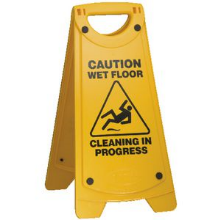 CAUTION
WET FLOOR
CLEANING IN
PROGRESS